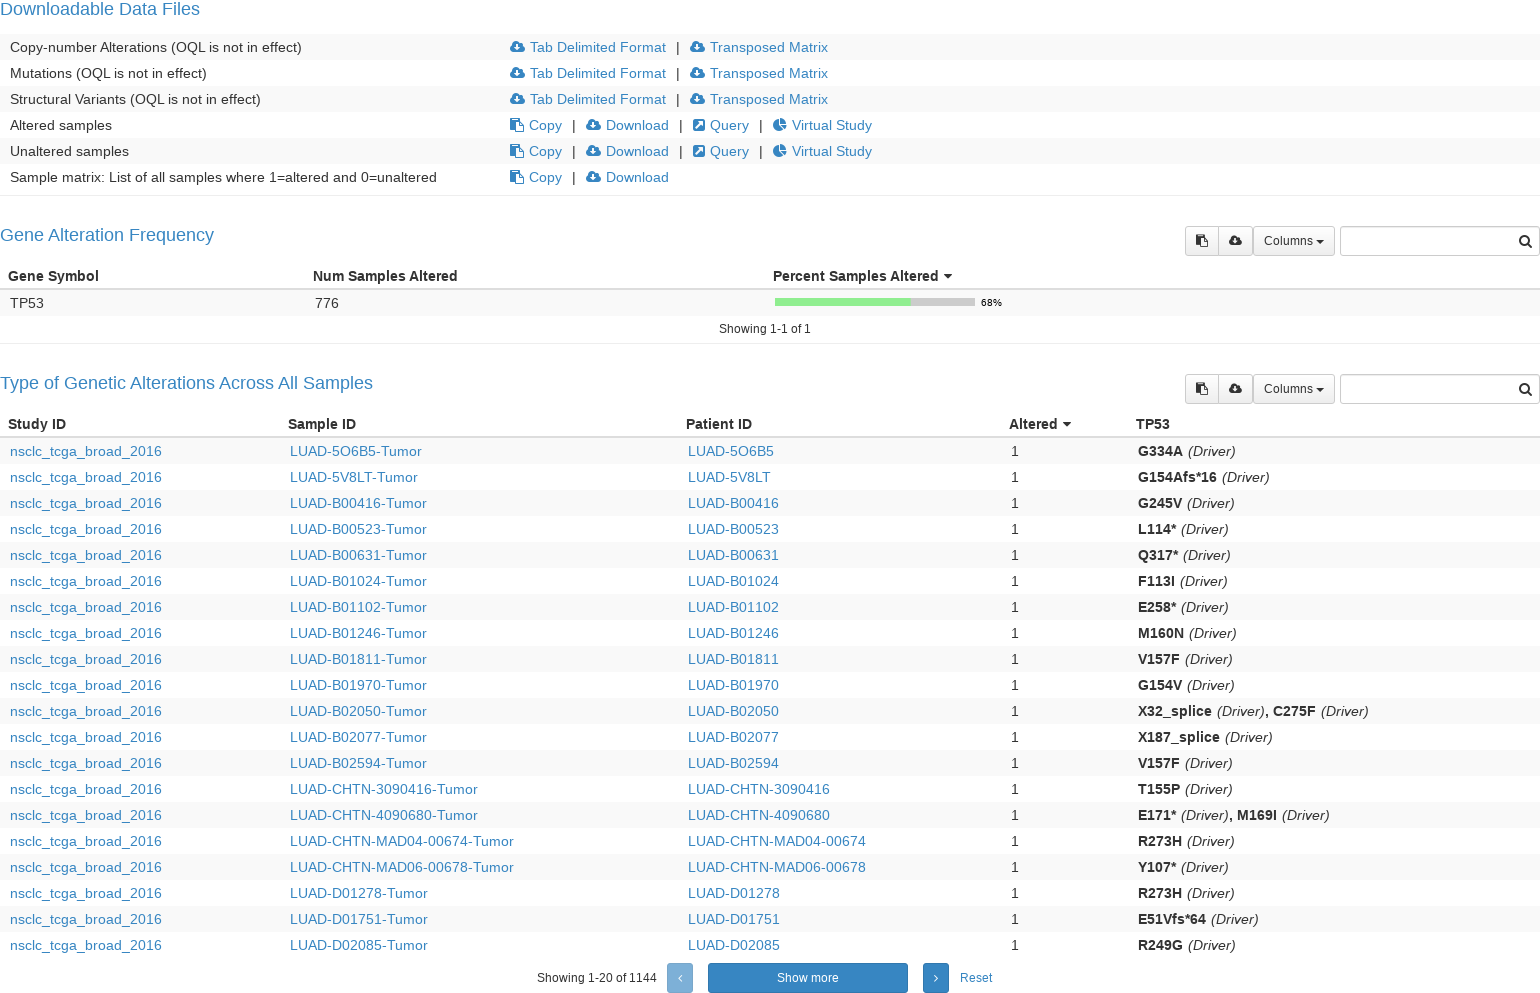 Downloadable Data Files
Copy-number Alterations (OQL is not in effect) Tab Delimited Format | Transposed Matrix
Mutations (OQL is not in effect) Tab Delimited Format | Transposed Matrix
Structural Variants (OQL is not in effect) Tab Delimited Format | Transposed Matrix
Altered samples Copy | Download | Query | Virtual Study
Unaltered samples Copy | Download | Query | Virtual Study
Sample matrix: List of all samples where 1=altered and 0=unaltered Copy | Download
Gene Alteration Frequency Columns
Gene Symbol Num Samples Altered Percent Samples Altered
TP53 776 68%
Showing 1-1 of 1
Type of Genetic Alterations Across All Samples Columns
Study ID Sample ID Patient ID Altered TP53
nsclc_tcga_broad_2016 LUAD-5O6B5-Tumor LUAD-5O6B5 1 G334A (Driver)
nsclc_tcga_broad_2016 LUAD-5V8LT-Tumor LUAD-5V8LT 1 G154Afs*16 (Driver)
nsclc_tcga_broad_2016 LUAD-B00416-Tumor LUAD-B00416 1 G245V (Driver)
nsclc_tcga_broad_2016 LUAD-B00523-Tumor LUAD-B00523 1 L114* (Driver)
nsclc_tcga_broad_2016 LUAD-B00631-Tumor LUAD-B00631 1 Q317* (Driver)
nsclc_tcga_broad_2016 LUAD-B01024-Tumor LUAD-B01024 1 F113I (Driver)
nsclc_tcga_broad_2016 LUAD-B01102-Tumor LUAD-B01102 1 E258* (Driver)
nsclc_tcga_broad_2016 LUAD-B01246-Tumor LUAD-B01246 1 M160N (Driver)
nsclc_tcga_broad_2016 LUAD-B01811-Tumor LUAD-B01811 1 V157F (Driver)
nsclc_tcga_broad_2016 LUAD-B01970-Tumor LUAD-B01970 1 G154V (Driver)
nsclc_tcga_broad_2016 LUAD-B02050-Tumor LUAD-B02050 1 X32_splice (Driver), C275F (Driver)
nsclc_tcga_broad_2016 LUAD-B02077-Tumor LUAD-B02077 1 X187_splice (Driver)
nsclc_tcga_broad_2016 LUAD-B02594-Tumor LUAD-B02594 1 V157F (Driver)
nsclc_tcga_broad_2016 LUAD-CHTN-3090416-Tumor LUAD-CHTN-3090416 1 T155P (Driver)
nsclc_tcga_broad_2016 LUAD-CHTN-4090680-Tumor LUAD-CHTN-4090680 1 E171* (Driver), M169I (Driver)
nsclc_tcga_broad_2016 LUAD-CHTN-MAD04-00674-Tumor LUAD-CHTN-MAD04-00674 1 R273H (Driver)
nsclc_tcga_broad_2016 LUAD-CHTN-MAD06-00678-Tumor LUAD-CHTN-MAD06-00678 1 Y107* (Driver)
nsclc_tcga_broad_2016 LUAD-D01278-Tumor LUAD-D01278 1 R273H (Driver)
nsclc_tcga_broad_2016 LUAD-D01751-Tumor LUAD-D01751 1 E51Vfs*64 (Driver)
nsclc_tcga_broad_2016 LUAD-D02085-Tumor LUAD-D02085 1 R249G (Driver)
Showing 1-20 of 1144 Show more Reset